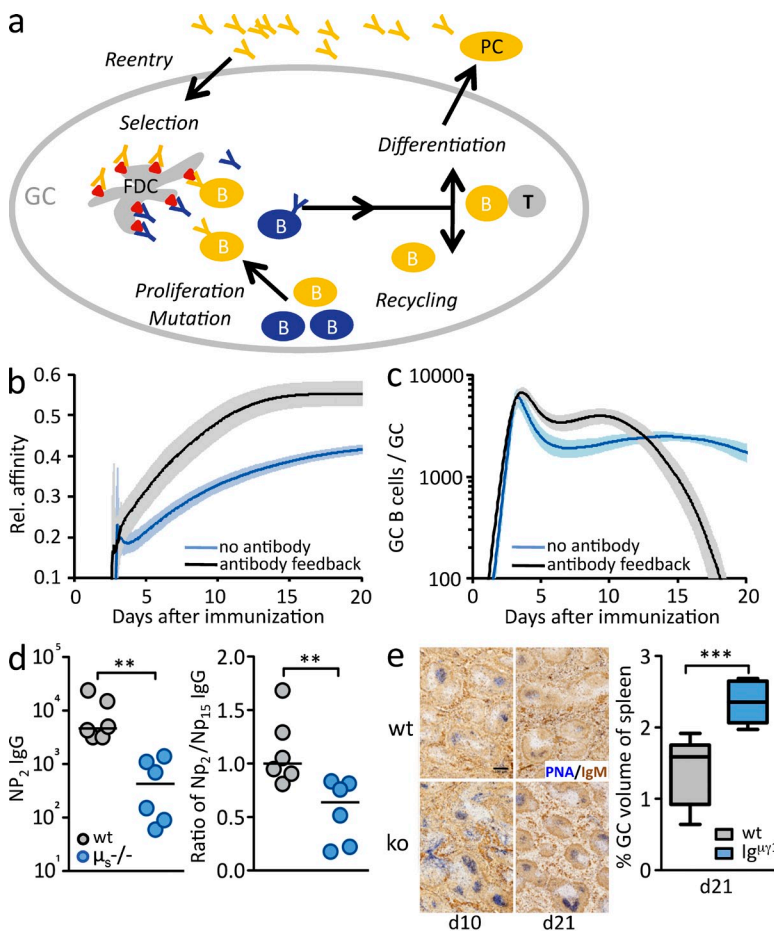 a
PC
Reentry
Selection
Differentiation
GC
FDC
B
B
B
B
T
B
Proliferation
Mutation
B
B
B
Recycling
b
Rel. affinity
0.6
0.5
0.4
0.3
0.2
0.1
no antibody
antibody feedback
0
5
10
15
20
Days after immunization
c
GC B cells / GC
10000
1000
100
no antibody
antibody feedback
0
5
10
15
20
Days after immunization
d
NP2 IgG
10^5
10^4
10^3
10^2
10^1
**
wt
μs-/-
Ratio of Np2/Np15 IgG
2.0
1.5
1.0
0.5
0.0
**
e
wt
ko
PNA/IgM
d10
d21
% GC volume of spleen
3
2
1
0
***
wt
d21